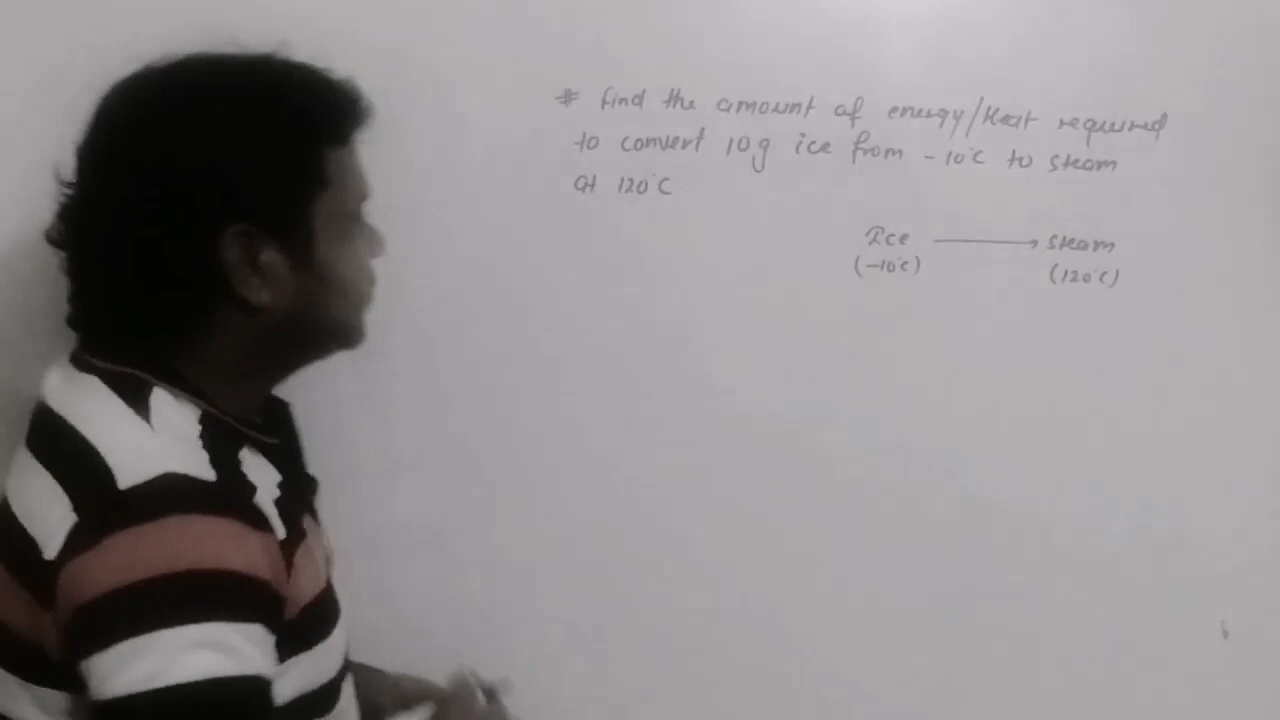 # Find the amount of energy/Heat required
to convert 10g ice from -10°C to steam
at 120°C
Ice ⟶ steam
(-10°C) (120°C)